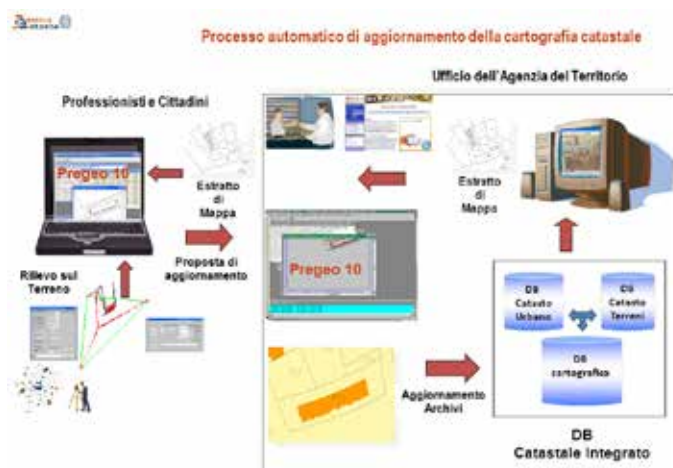 Agenzia
Processo automatico di aggiornamento della cartografia catastale
Ufficio dell'Agenzia del Territorio
Professionisti e Cittadini
Pregeo 10
Estratto
di
Mappa
Proposta di
aggiornamento
Rilievo sul
Terreno
Estratto
di
Mappa
Pregeo 10
Aggiornamento
Archivi
DB
Catasto
Urbano
DB
Catasto
Terreni
DB
cartografico
DB
Catastale Integrato